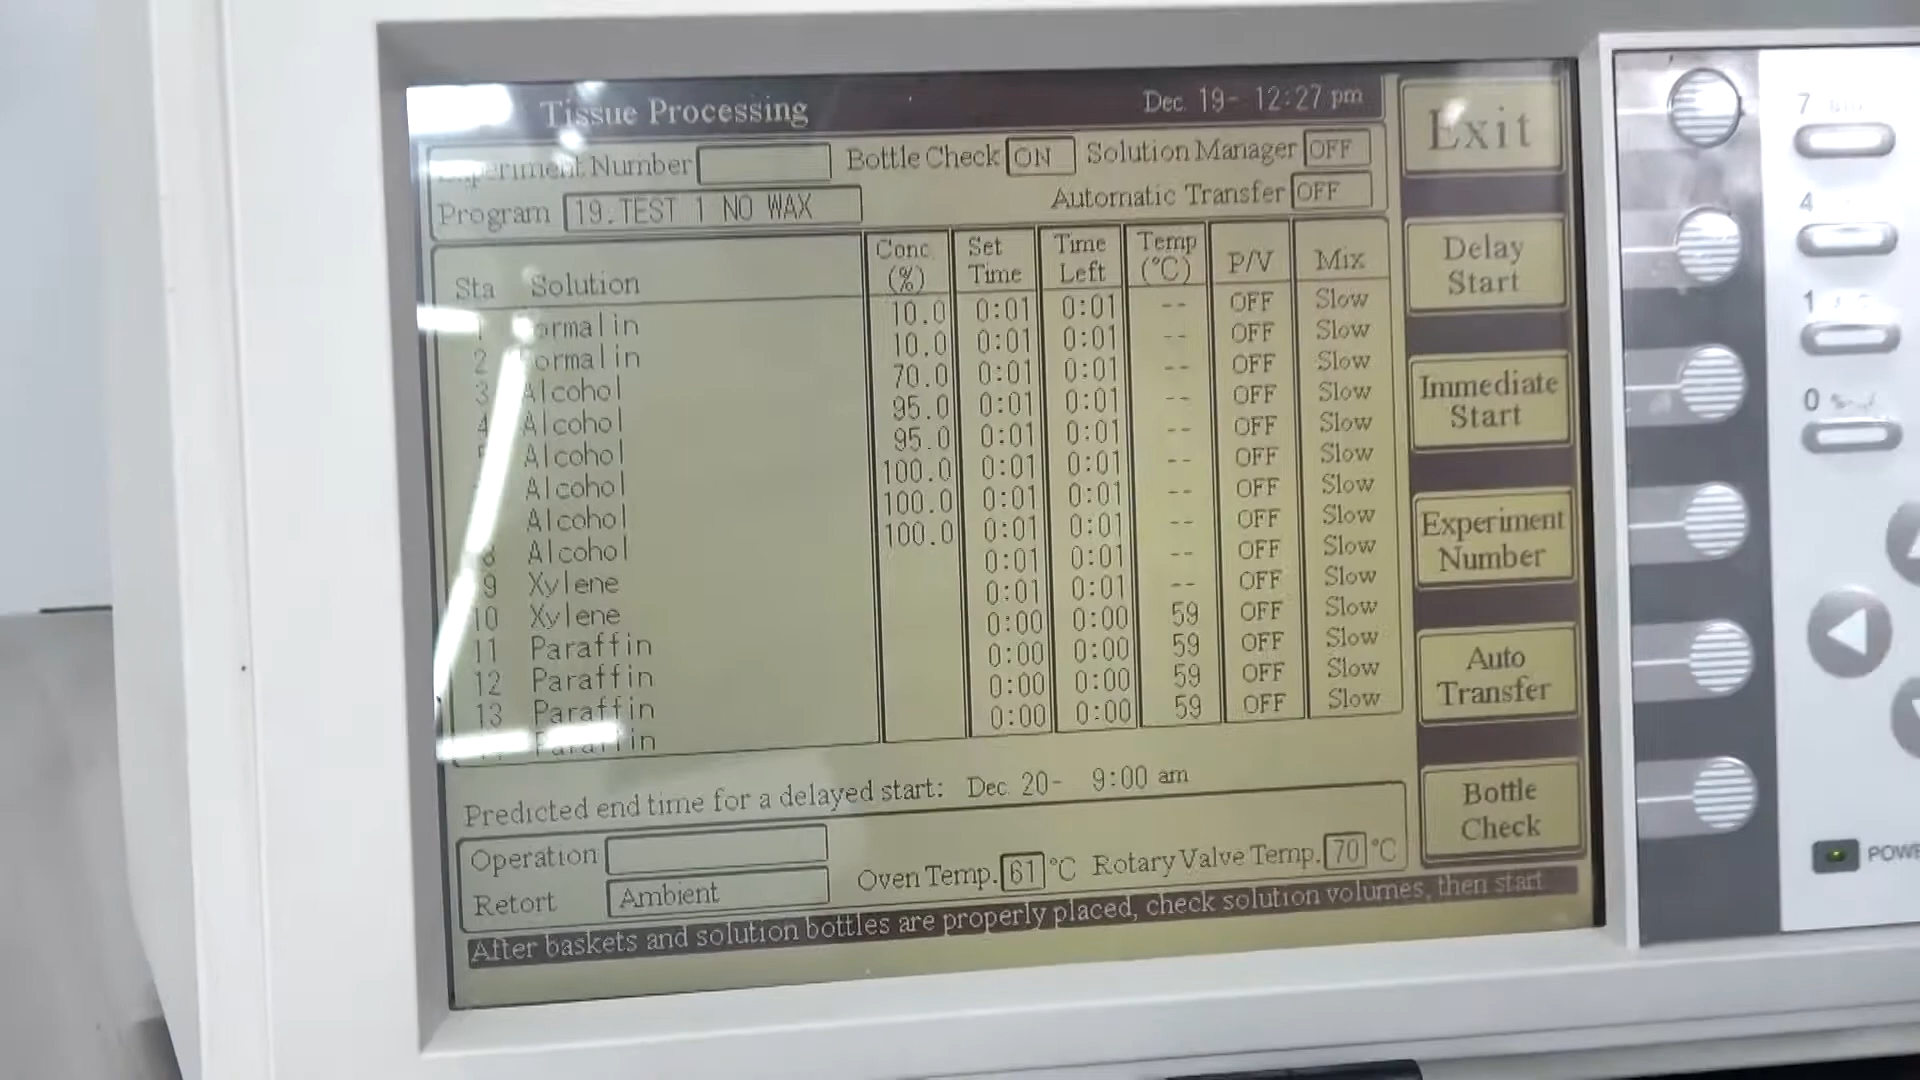 Tissue Processing Dec. 19- 12:27 pm
Experiment Number Bottle Check ON Solution Manager OFF
Program 19.TEST 1 NO WAX Automatic Transfer OFF
Sta Solution Conc. (%) Set Time Time Left Temp (°C) P/V Mix
1 Formalin 10.0 0:01 0:01 -- OFF Slow
2 Formalin 10.0 0:01 0:01 -- OFF Slow
3 Alcohol 70.0 0:01 0:01 -- OFF Slow
4 Alcohol 95.0 0:01 0:01 -- OFF Slow
5 Alcohol 95.0 0:01 0:01 -- OFF Slow
Alcohol 100.0 0:01 0:01 -- OFF Slow
Alcohol 100.0 0:01 0:01 -- OFF Slow
8 Alcohol 100.0 0:01 0:01 -- OFF Slow
9 Xylene 0:01 0:01 -- OFF Slow
10 Xylene 0:01 0:01 -- OFF Slow
11 Paraffin 0:00 0:00 59 OFF Slow
12 Paraffin 0:00 0:00 59 OFF Slow
13 Paraffin 0:00 0:00 59 OFF Slow
Paraffin 0:00 0:00 59 OFF Slow
Predicted end time for a delayed start: Dec. 20- 9:00 am
Operation
Retort Ambient Oven Temp. 61 °C Rotary Valve Temp. 70 °C
After baskets and solution bottles are properly placed, check solution volumes, then start
Exit
Delay
Start
Immediate
Start
Experiment
Number
Auto
Transfer
Bottle
Check
7
4
1
0
POWE